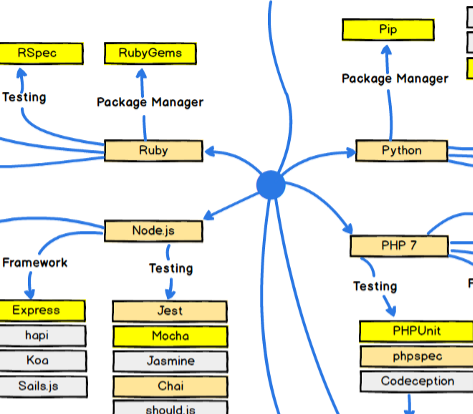 Pip
RSpec
RubyGems
Package Manager
Testing
Package Manager
Ruby
Python
Node.js
PHP 7
Framework
Testing
Testing
Express
hapi
Koa
Sails.js
Jest
Mocha
Jasmine
Chai
should.js
PHPUnit
phpspec
Codeception